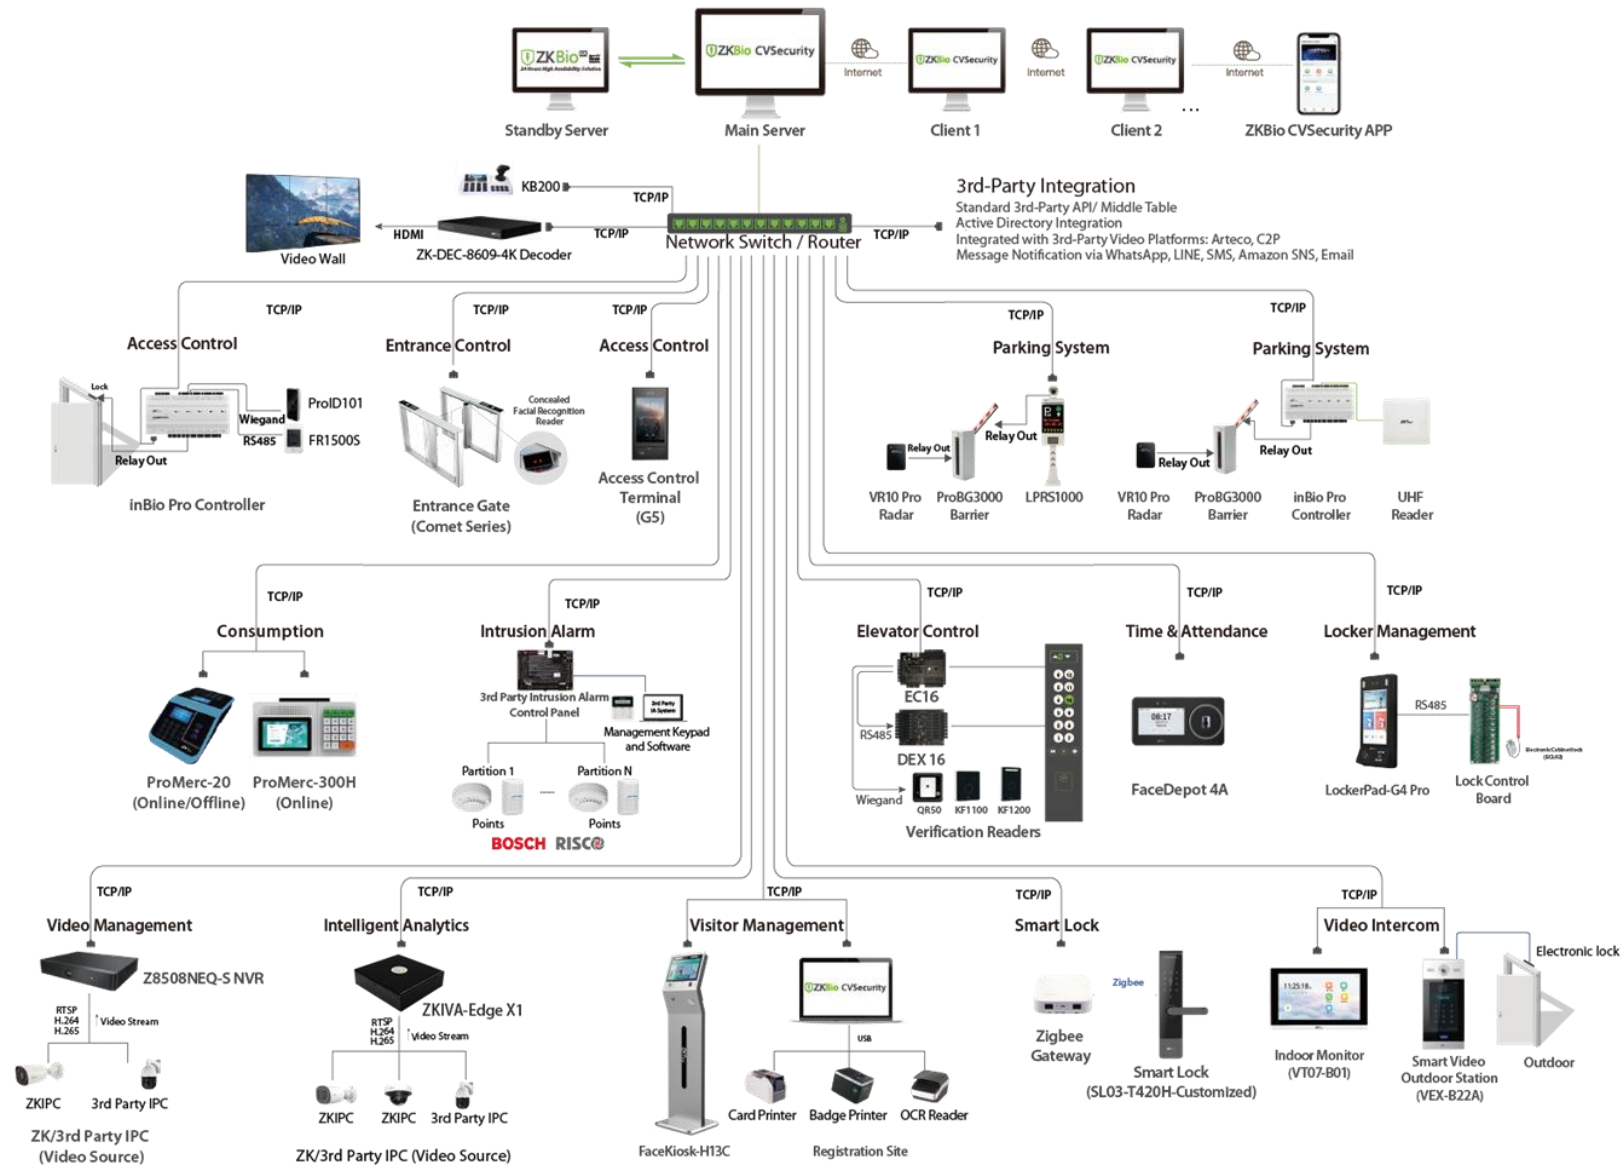 ZKBio
24 Hours High Availability Solution
ZKBio CVSecurity
Internet
ZKBio CVSecurity
Internet
ZKBio CVSecurity
Internet
Standby Server
Main Server
Client 1
Client 2
...
ZKBio CVSecurity APP
KB200
TCP/IP
HDMI
TCP/IP
Video Wall
ZK-DEC-8609-4K Decoder
Network Switch / Router
TCP/IP
3rd-Party Integration
Standard 3rd-Party API/ Middle Table
Active Directory Integration
Integrated with 3rd-Party Video Platforms: Arteco, C2P
Message Notification via WhatsApp, LINE, SMS, Amazon SNS, Email
TCP/IP
TCP/IP
TCP/IP
TCP/IP
TCP/IP
Access Control
Entrance Control
Access Control
Parking System
Parking System
Lock
ProID101
Wiegand
RS485
FR1500S
Relay Out
inBio Pro Controller
Concealed
Facial Recognition
Reader
Entrance Gate
(Comet Series)
Access Control
Terminal
(G5)
Relay Out
Relay Out
VR10 Pro
Radar
ProBG3000
Barrier
LPRS1000
Relay Out
Relay Out
VR10 Pro
Radar
ProBG3000
Barrier
inBio Pro
Controller
UHF
Reader
TCP/IP
TCP/IP
TCP/IP
TCP/IP
TCP/IP
Consumption
Intrusion Alarm
Elevator Control
Time & Attendance
Locker Management
ProMerc-20
(Online/Offline)
ProMerc-300H
(Online)
3rd Party Intrusion Alarm
Control Panel
3rd Party
IA System
Management Keypad
and Software
Partition 1
Partition N
......
Points
Points
BOSCH RISCO
EC16
RS485
DEX 16
Wiegand
QR50
KF1100
KF1200
Verification Readers
08:17
FaceDepot 4A
RS485
LockerPad-G4 Pro
Lock Control
Board
TCP/IP
TCP/IP
TCP/IP
TCP/IP
TCP/IP
Video Management
Intelligent Analytics
Visitor Management
Smart Lock
Video Intercom
Z8508NEQ-S NVR
RTSP
H.264
H.265
Video Stream
ZKIPC
3rd Party IPC
ZK/3rd Party IPC
(Video Source)
ZKIVA-Edge X1
RTSP
H.264
H.265
Video Stream
ZKIPC
ZKIPC
3rd Party IPC
ZK/3rd Party IPC (Video Source)
FaceKiosk-H13C
ZKBio CVSecurity
USB
Card Printer
Badge Printer
OCR Reader
Registration Site
Zigbee
Zigbee
Gateway
Smart Lock
(SL03-T420H-Customized)
Electronic lock
11:25:18
Indoor Monitor
(VT07-B01)
Smart Video
Outdoor Station
(VEX-B22A)
Outdoor